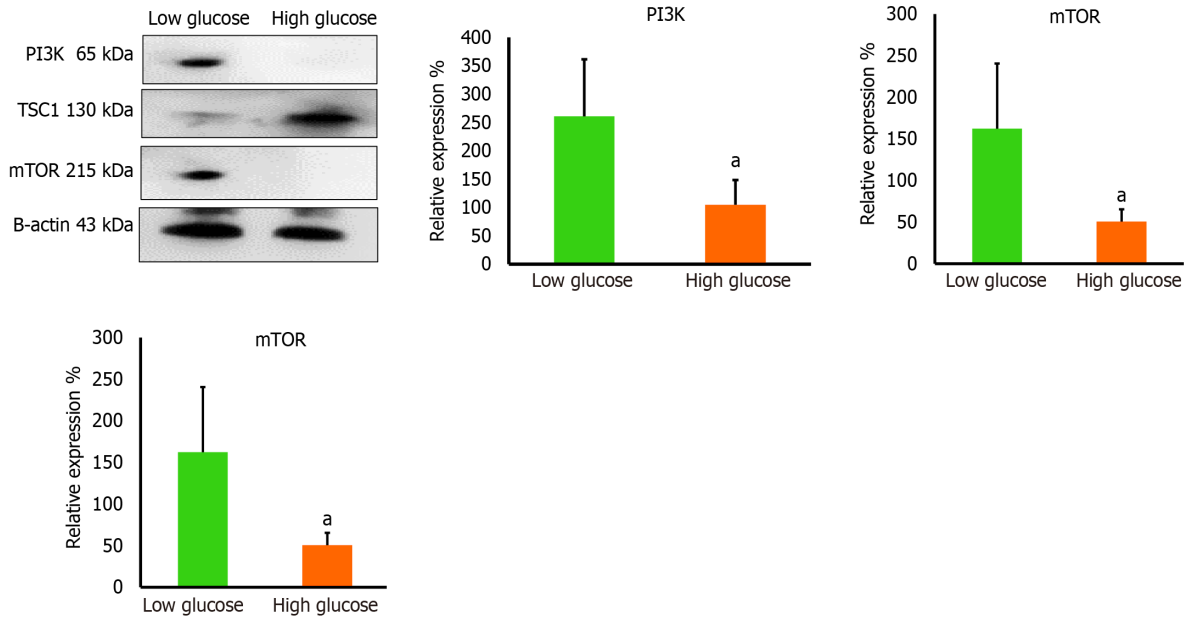 Low glucose High glucose
PI3K 65 kDa
TSC1 130 kDa
mTOR 215 kDa
B-actin 43 kDa
PI3K
Relative expression %
400
350
300
250
200
150
100
50
0
a
Low glucose High glucose
mTOR
Relative expression %
300
250
200
150
100
50
0
a
Low glucose High glucose
mTOR
Relative expression %
300
250
200
150
100
50
0
a
Low glucose High glucose